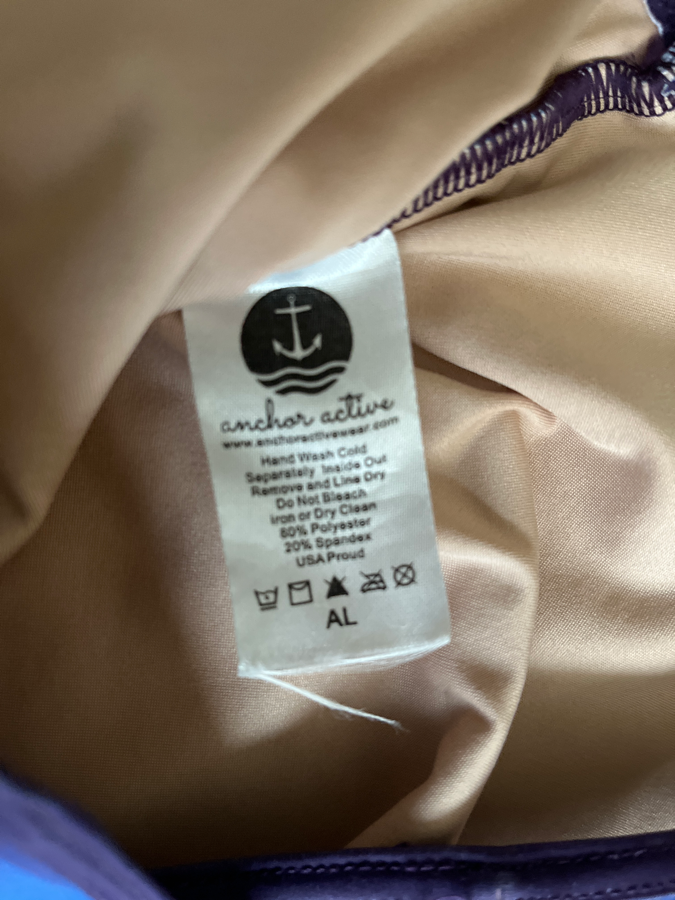 anchor active
www.anchoractivewear.com
Hand Wash Cold
Separately Inside Out
Remove and Line Dry
Do Not Bleach
Iron or Dry Clean
80% Polyester
20% Spandex
USA Proud
AL